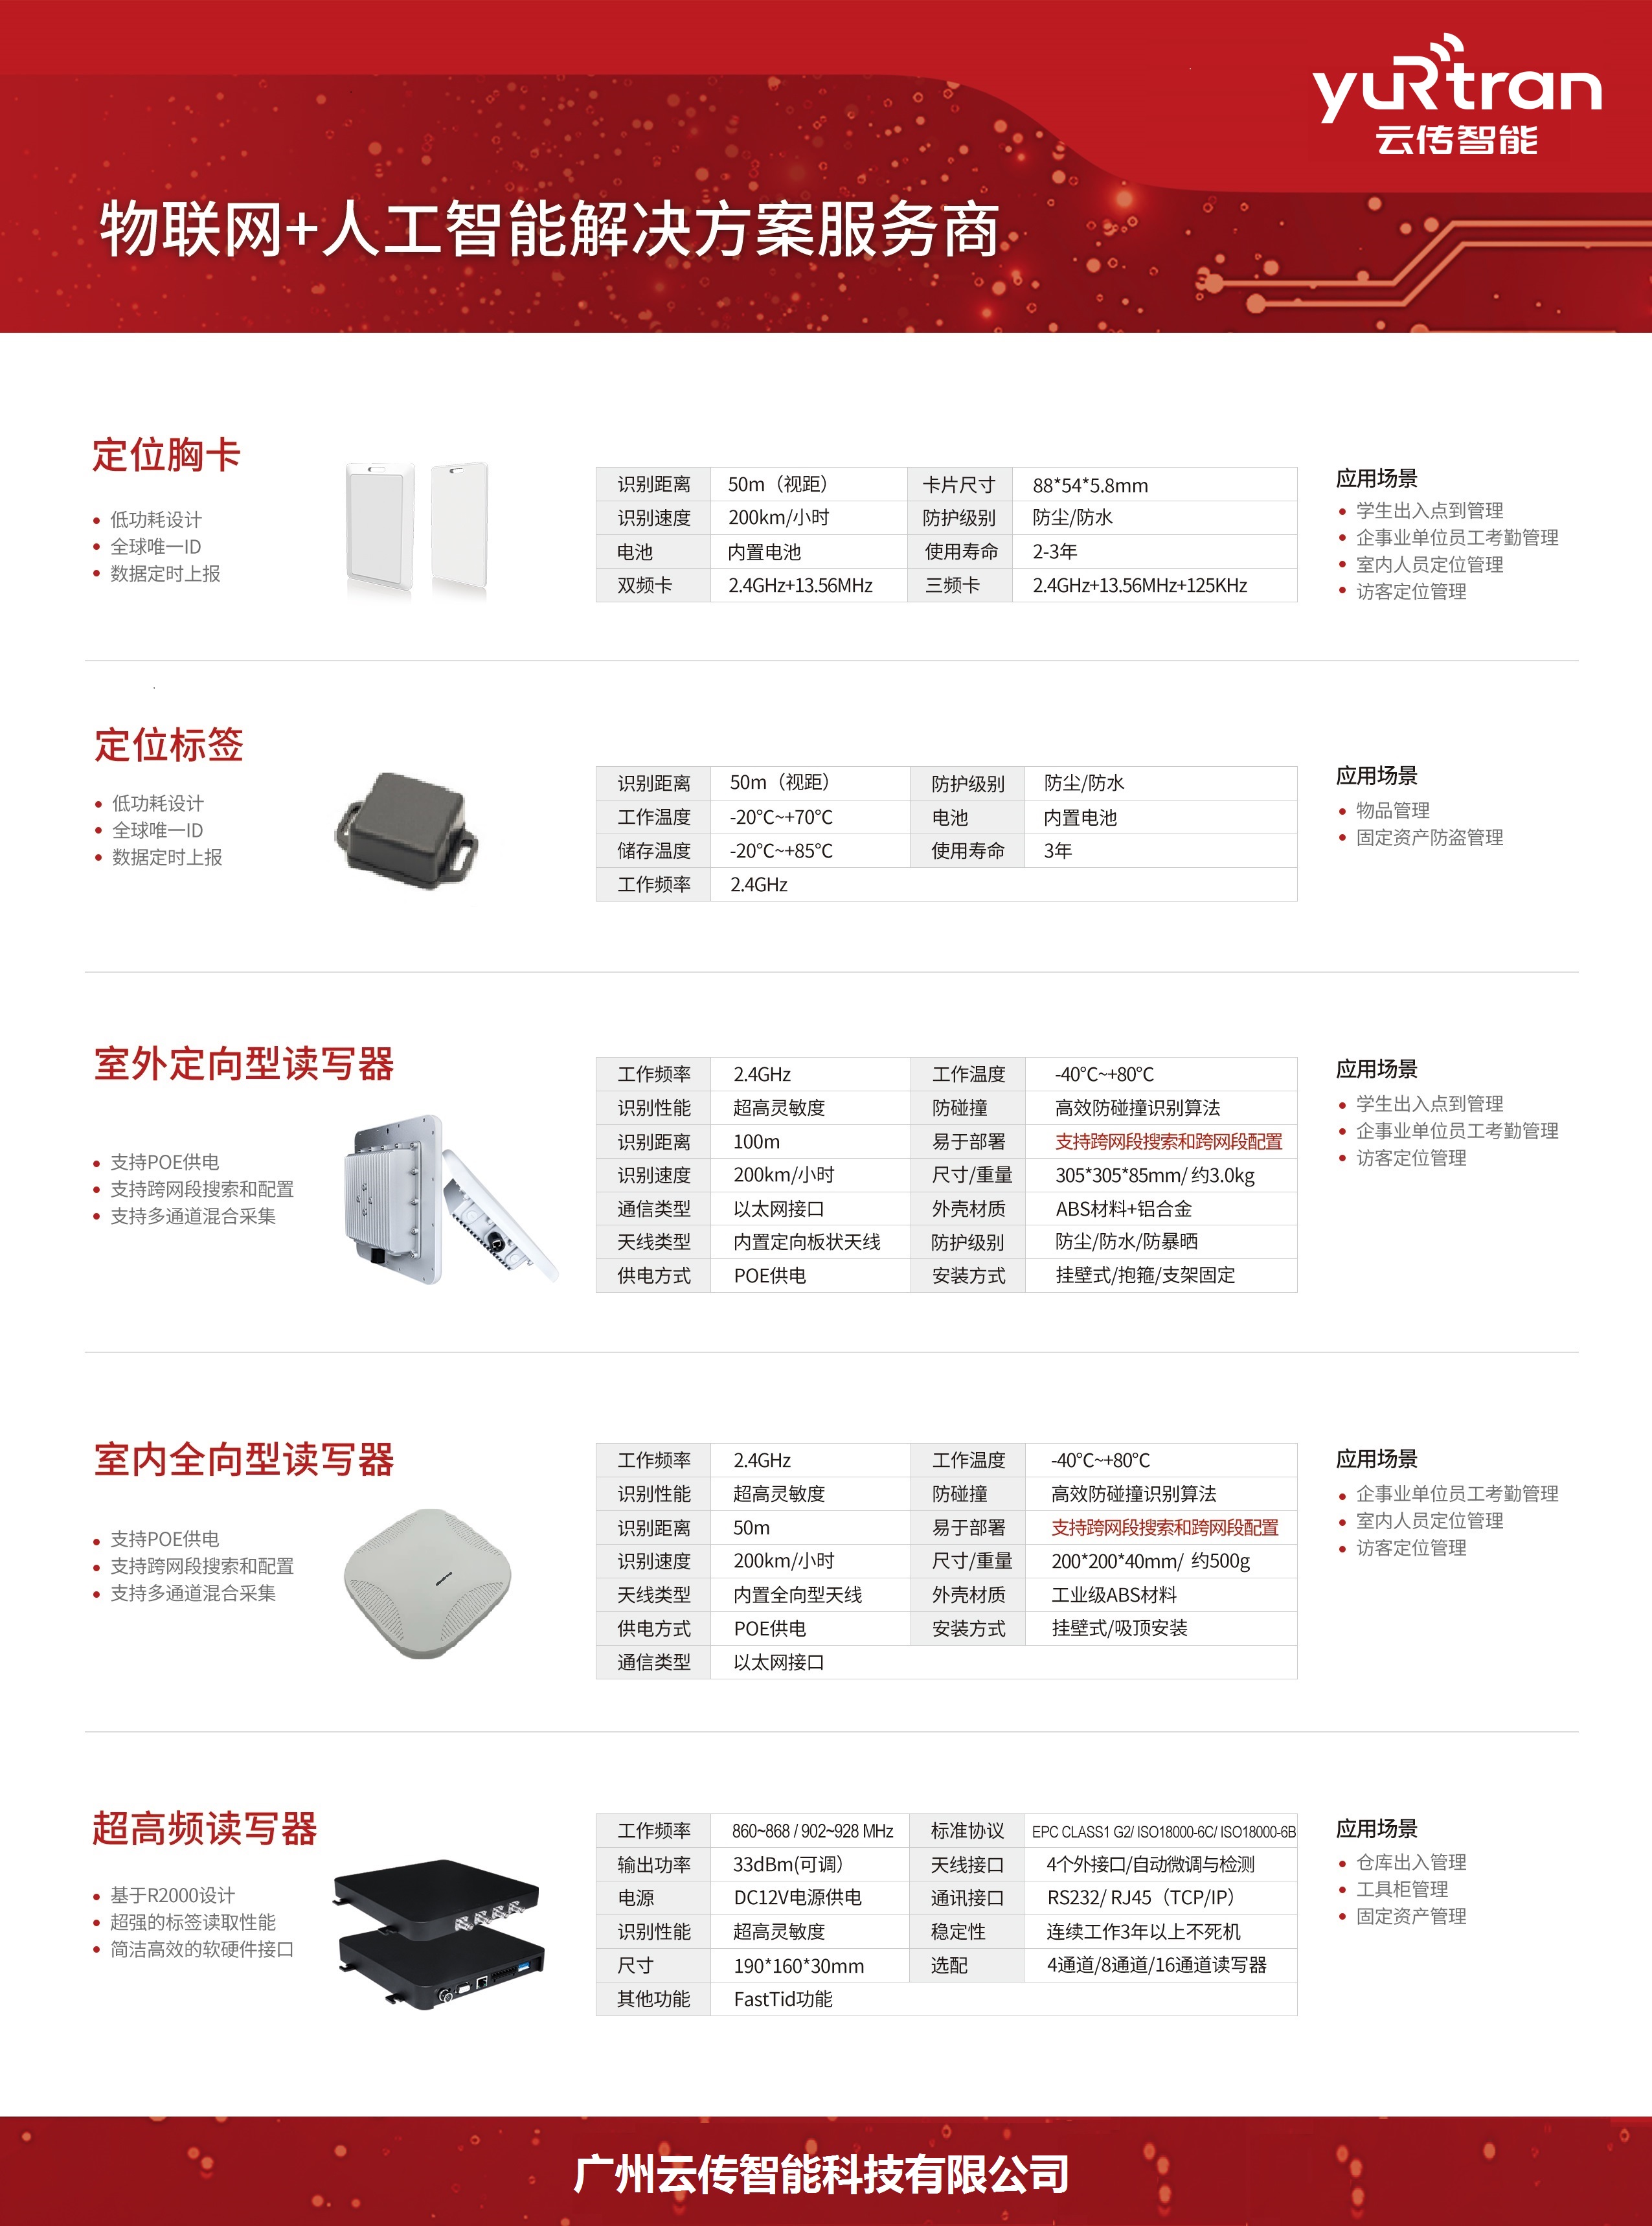 yuRtran
云传智能
物联网+人工智能解决方案服务商
定位胸卡
低功耗设计
全球唯一ID
数据定时上报
识别距离 50m（视距） 卡片尺寸 88*54*5.8mm
识别速度 200km/小时 防护级别 防尘/防水
电池 内置电池 使用寿命 2-3年
双频卡 2.4GHz+13.56MHz 三频卡 2.4GHz+13.56MHz+125KHz
应用场景
学生出入点到管理
企事业单位员工考勤管理
室内人员定位管理
访客定位管理
定位标签
低功耗设计
全球唯一ID
数据定时上报
识别距离 50m（视距） 防护级别 防尘/防水
工作温度 -20℃~+70℃ 电池 内置电池
储存温度 -20℃~+85℃ 使用寿命 3年
工作频率 2.4GHz
应用场景
物品管理
固定资产防盗管理
室外定向型读写器
支持POE供电
支持跨网段搜索和配置
支持多通道混合采集
工作频率 2.4GHz 工作温度 -40℃~+80℃
识别性能 超高灵敏度 防碰撞 高效防碰撞识别算法
识别距离 100m 易于部署 支持跨网段搜索和跨网段配置
识别速度 200km/小时 尺寸/重量 305*305*85mm/ 约3.0kg
通信类型 以太网接口 外壳材质 ABS材料+铝合金
天线类型 内置定向板状天线 防护级别 防尘/防水/防暴晒
供电方式 POE供电 安装方式 挂壁式/抱箍/支架固定
应用场景
学生出入点到管理
企事业单位员工考勤管理
访客定位管理
室内全向型读写器
支持POE供电
支持跨网段搜索和配置
支持多通道混合采集
工作频率 2.4GHz 工作温度 -40℃~+80℃
识别性能 超高灵敏度 防碰撞 高效防碰撞识别算法
识别距离 50m 易于部署 支持跨网段搜索和跨网段配置
识别速度 200km/小时 尺寸/重量 200*200*40mm/ 约500g
天线类型 内置全向型天线 外壳材质 工业级ABS材料
供电方式 POE供电 安装方式 挂壁式/吸顶安装
通信类型 以太网接口
应用场景
企事业单位员工考勤管理
室内人员定位管理
访客定位管理
超高频读写器
基于R2000设计
超强的标签读取性能
简洁高效的软硬件接口
工作频率 860~868 / 902~928 MHz 标准协议 EPC CLASS1 G2/ ISO18000-6C/ ISO18000-6B
输出功率 33dBm(可调） 天线接口 4个外接口/自动微调与检测
电源 DC12V电源供电 通讯接口 RS232/ RJ45（TCP/IP）
识别性能 超高灵敏度 稳定性 连续工作3年以上不死机
尺寸 190*160*30mm 选配 4通道/8通道/16通道读写器
其他功能 FastTid功能
应用场景
仓库出入管理
工具柜管理
固定资产管理
广州云传智能科技有限公司